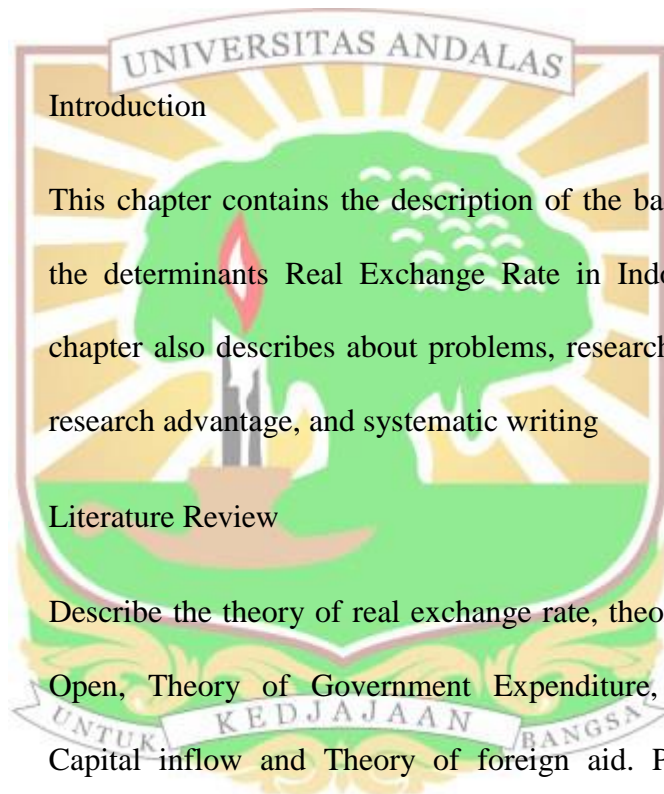 UNIVERSITAS ANDALAS
Introduction
This chapter contains the description of the ba
the determinants Real Exchange Rate in Indo
chapter also describes about problems, research
research advantage, and systematic writing
Literature Review
Describe the theory of real exchange rate, theo
Open, Theory of Government Expenditure,
UNTUK KEDJAJAAN BANGSA
Capital inflow and Theory of foreign aid. P